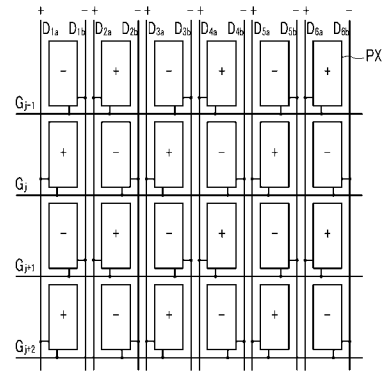 + − + − + − + − + − + −
D1a D1b D2a D2b D3a D3b D4a D4b D5a D5b D6a D6b
− + − + − + PX
Gj-1
+ − + − + −
Gj
− + − + − +
Gj+1
+ − + − + −
Gj+2